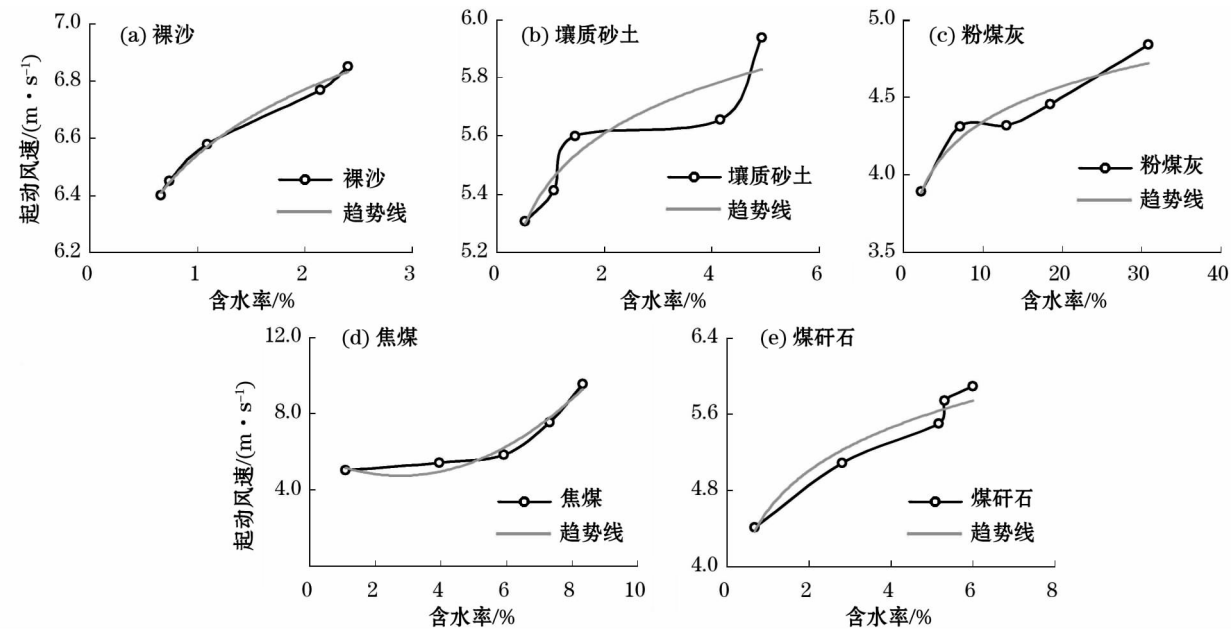 (a) 裸沙
起动风速/(m·s⁻¹)
7.0
6.8
6.6
6.4
6.2
裸沙
趋势线
0 1 2 3
含水率/%
(b) 壤质砂土
6.0
5.8
5.6
5.4
5.2
壤质砂土
趋势线
0 2 4 6
含水率/%
(c) 粉煤灰
5.0
4.5
4.0
3.5
粉煤灰
趋势线
0 10 20 30 40
含水率/%
(d) 焦煤
起动风速/(m·s⁻¹)
12.0
8.0
4.0
焦煤
趋势线
0 2 4 6 8 10
含水率/%
(e) 煤矸石
6.4
5.6
4.8
4.0
煤矸石
趋势线
0 2 4 6 8
含水率/%